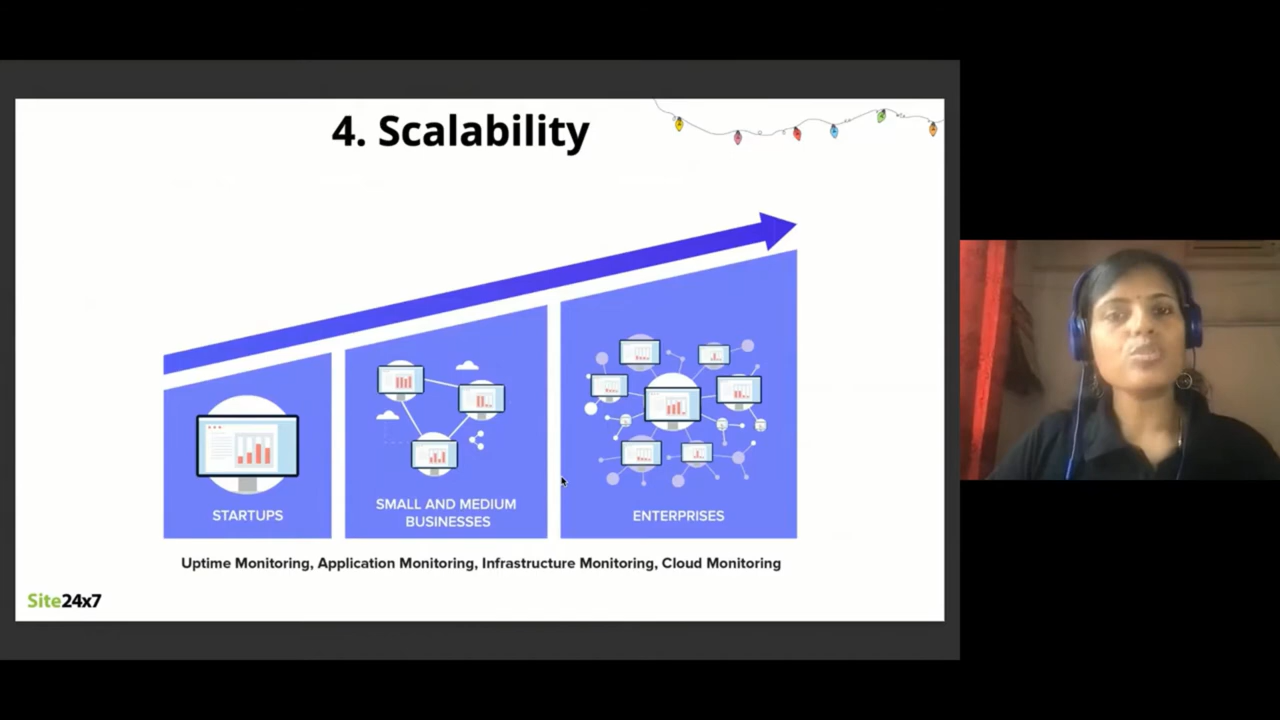 4. Scalability
STARTUPS
SMALL AND MEDIUM
BUSINESSES
ENTERPRISES
Uptime Monitoring, Application Monitoring, Infrastructure Monitoring, Cloud Monitoring
Site24x7